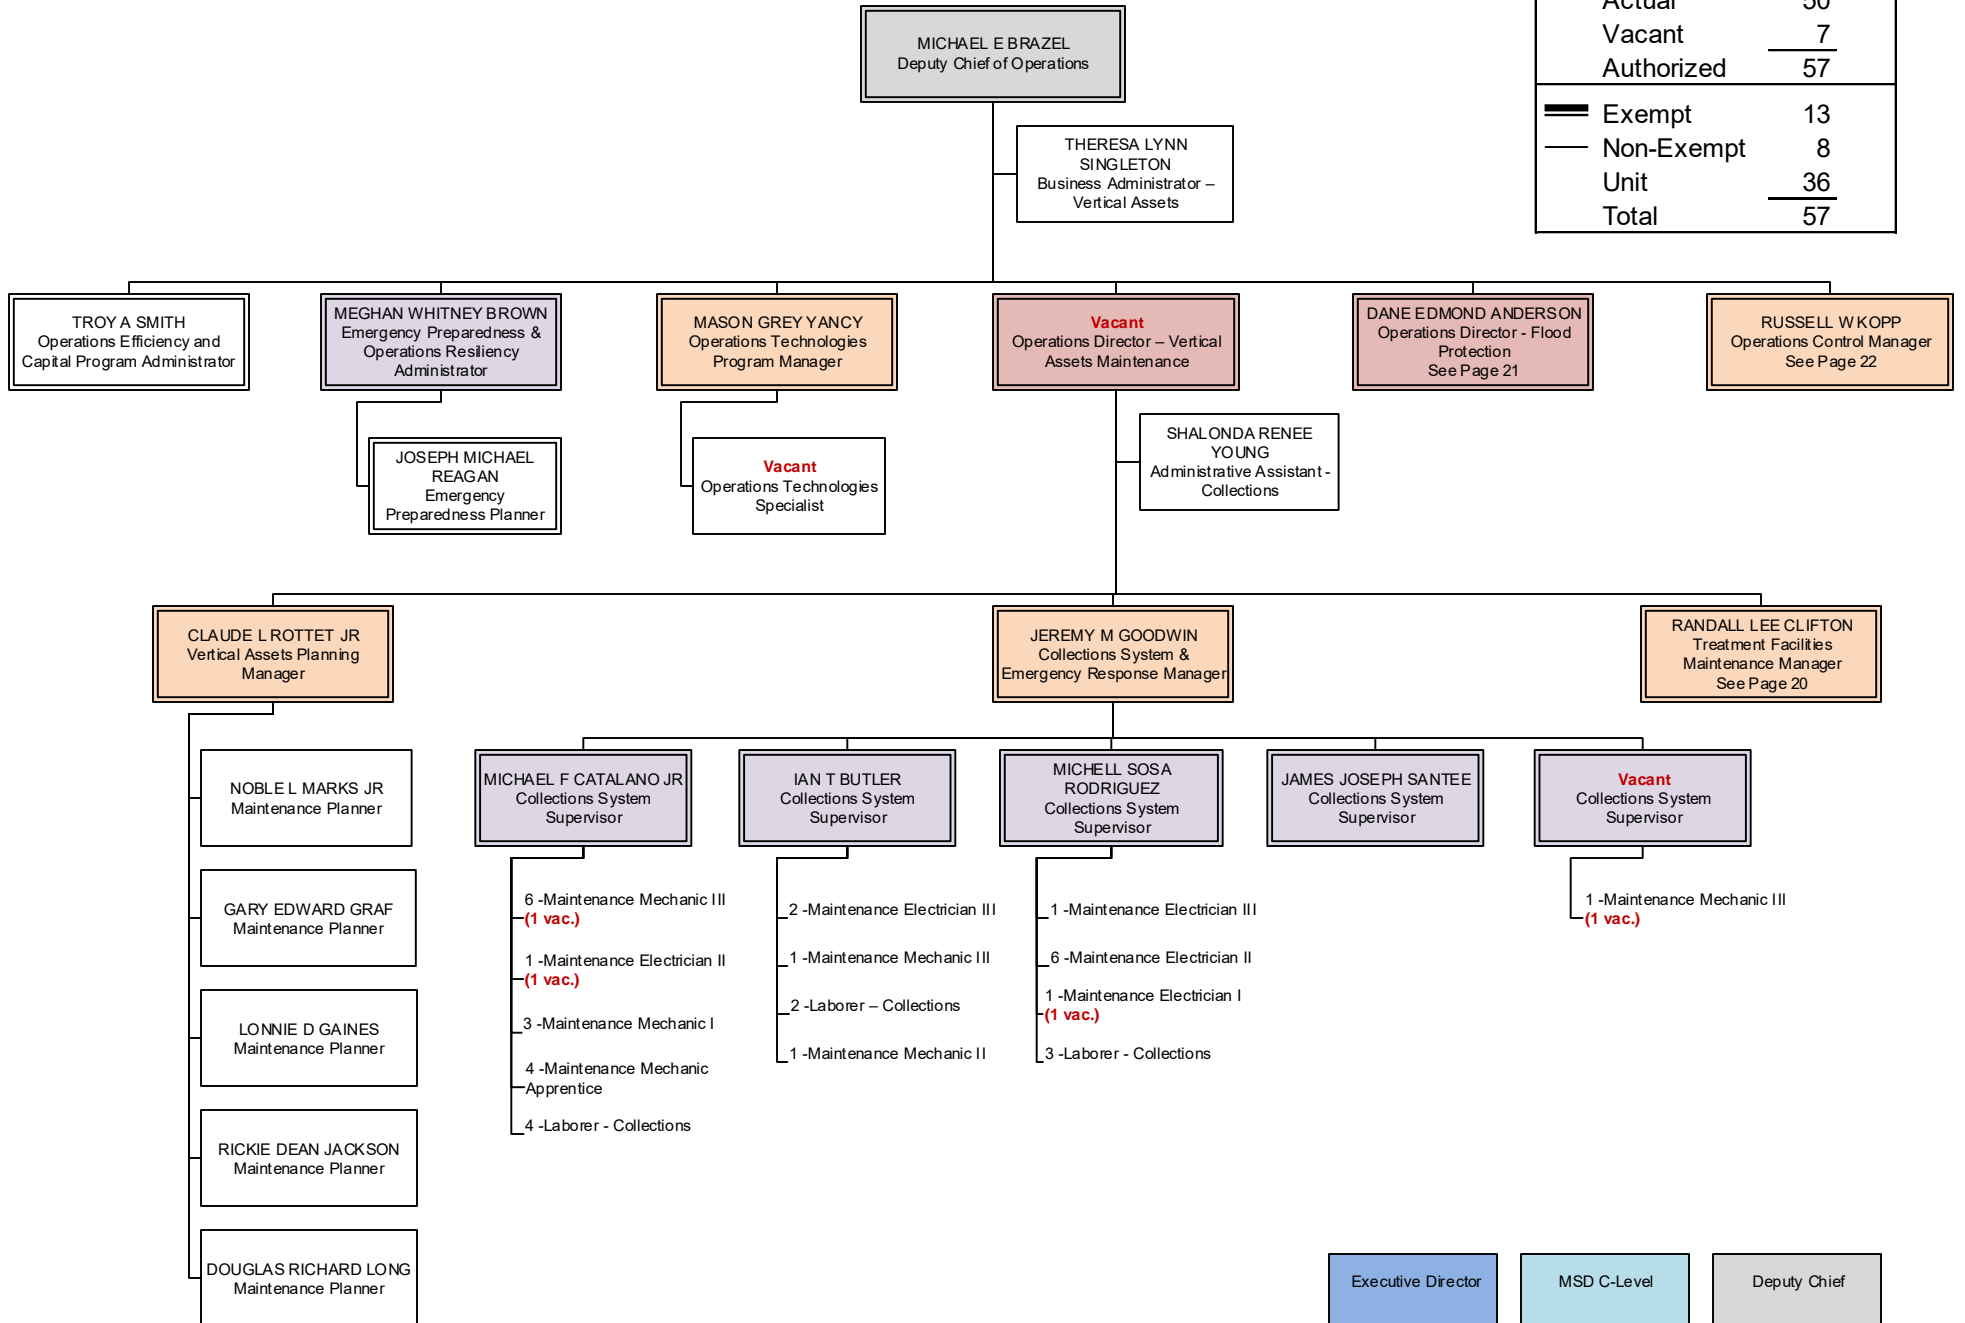 Actual 50
Vacant 7
Authorized 57
Exempt 13
Non-Exempt 8
Unit 36
Total 57
MICHAEL E BRAZEL
Deputy Chief of Operations
THERESA LYNN
SINGLETON
Business Administrator –
Vertical Assets
TROY A SMITH
Operations Efficiency and
Capital Program Administrator
MEGHAN WHITNEY BROWN
Emergency Preparedness &
Operations Resiliency
Administrator
MASON GREY YANCY
Operations Technologies
Program Manager
Vacant
Operations Director – Vertical
Assets Maintenance
DANE EDMOND ANDERSON
Operations Director - Flood
Protection
See Page 21
RUSSELL W KOPP
Operations Control Manager
See Page 22
JOSEPH MICHAEL
REAGAN
Emergency
Preparedness Planner
Vacant
Operations Technologies
Specialist
SHALONDA RENEE
YOUNG
Administrative Assistant -
Collections
CLAUDE L ROTTET JR
Vertical Assets Planning
Manager
JEREMY M GOODWIN
Collections System &
Emergency Response Manager
RANDALL LEE CLIFTON
Treatment Facilities
Maintenance Manager
See Page 20
NOBLE L MARKS JR
Maintenance Planner
GARY EDWARD GRAF
Maintenance Planner
LONNIE D GAINES
Maintenance Planner
RICKIE DEAN JACKSON
Maintenance Planner
DOUGLAS RICHARD LONG
Maintenance Planner
MICHAEL F CATALANO JR
Collections System
Supervisor
6 -Maintenance Mechanic III
(1 vac.)
1 -Maintenance Electrician II
(1 vac.)
3 -Maintenance Mechanic I
4 -Maintenance Mechanic
Apprentice
4 -Laborer - Collections
IAN T BUTLER
Collections System
Supervisor
2 -Maintenance Electrician III
1 -Maintenance Mechanic III
2 -Laborer – Collections
1 -Maintenance Mechanic II
MICHELL SOSA
RODRIGUEZ
Collections System
Supervisor
1 -Maintenance Electrician III
6 -Maintenance Electrician II
1 -Maintenance Electrician I
(1 vac.)
3 -Laborer - Collections
JAMES JOSEPH SANTEE
Collections System
Supervisor
Vacant
Collections System
Supervisor
1 -Maintenance Mechanic III
(1 vac.)
Executive Director
MSD C-Level
Deputy Chief